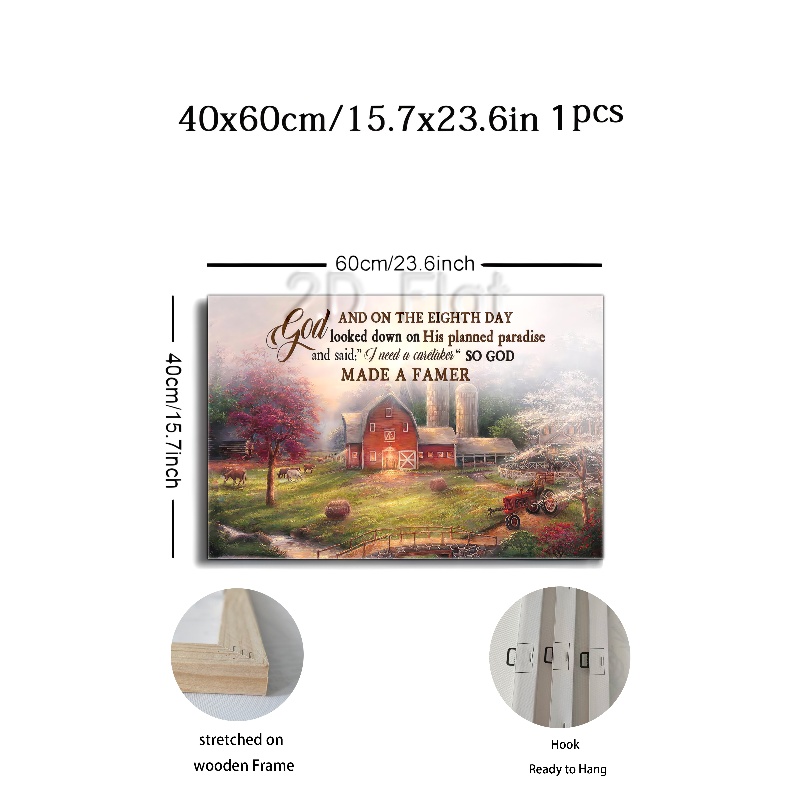 40x60cm/15.7x23.6in 1pcs
60cm/23.6inch
2D Flat
40cm/15.7inch
God AND ON THE EIGHTH DAY
looked down on His planned paradise
and said;" I need a caretaker" SO GOD
MADE A FAMER
stretched on
wooden Frame
Hook
Ready to Hang